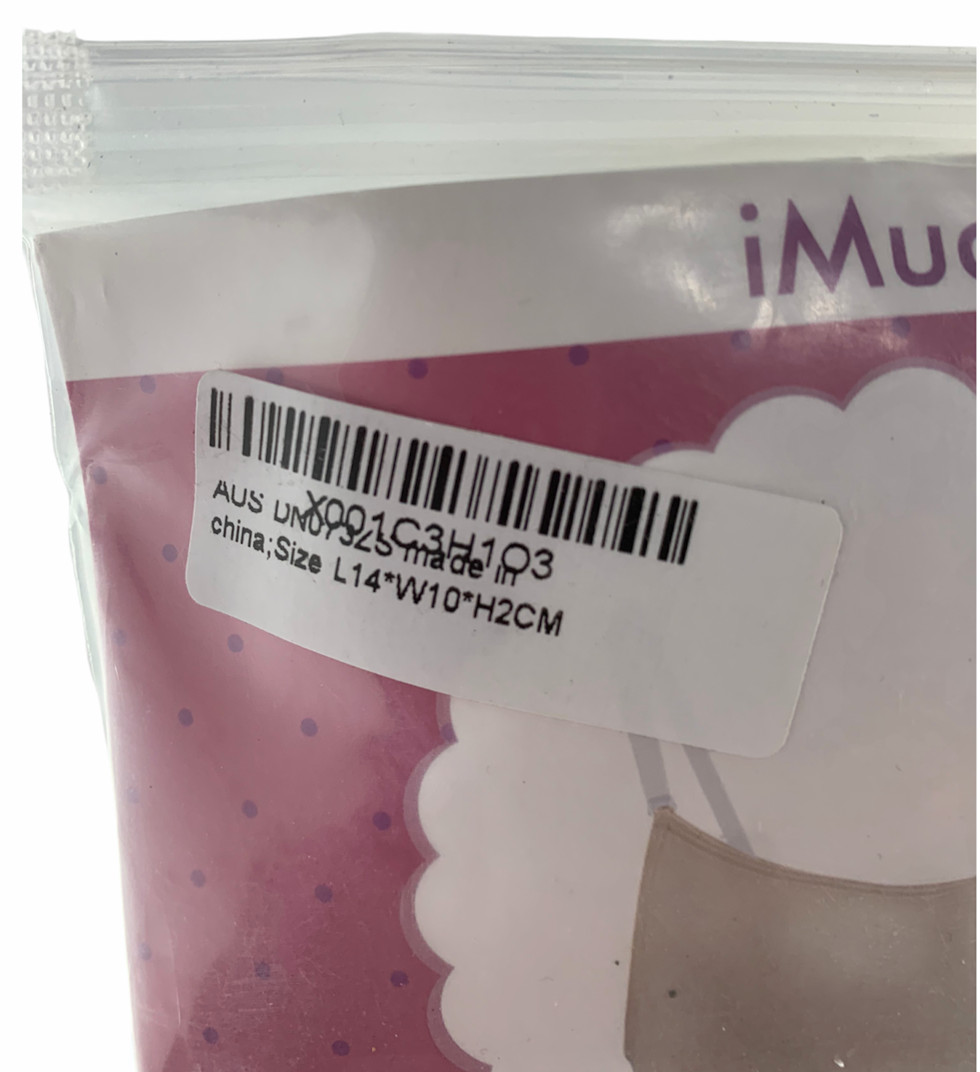 iMuc
X001C3H1O3
AUS DN07325 made in
china;Size L14*W10*H2CM